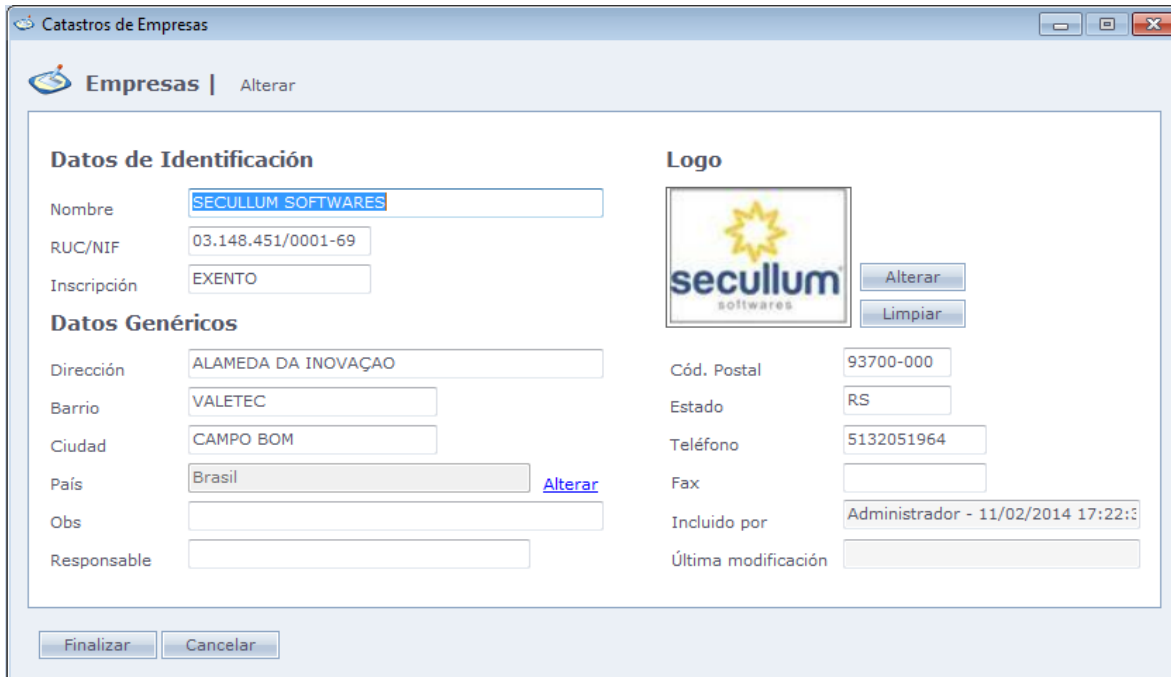 Catastros de Empresas
Empresas | Alterar
Datos de Identificación
Nombre SECULLUM SOFTWARES
RUC/NIF 03.148.451/0001-69
Inscripción EXENTO
Logo
secullum
softwares
Alterar
Limpiar
Datos Genéricos
Dirección ALAMEDA DA INOVAÇAO
Barrio VALETEC
Ciudad CAMPO BOM
País Brasil Alterar
Obs
Responsable
Cód. Postal 93700-000
Estado RS
Teléfono 5132051964
Fax
Incluido por Administrador - 11/02/2014 17:22:
Última modificación
Finalizar Cancelar